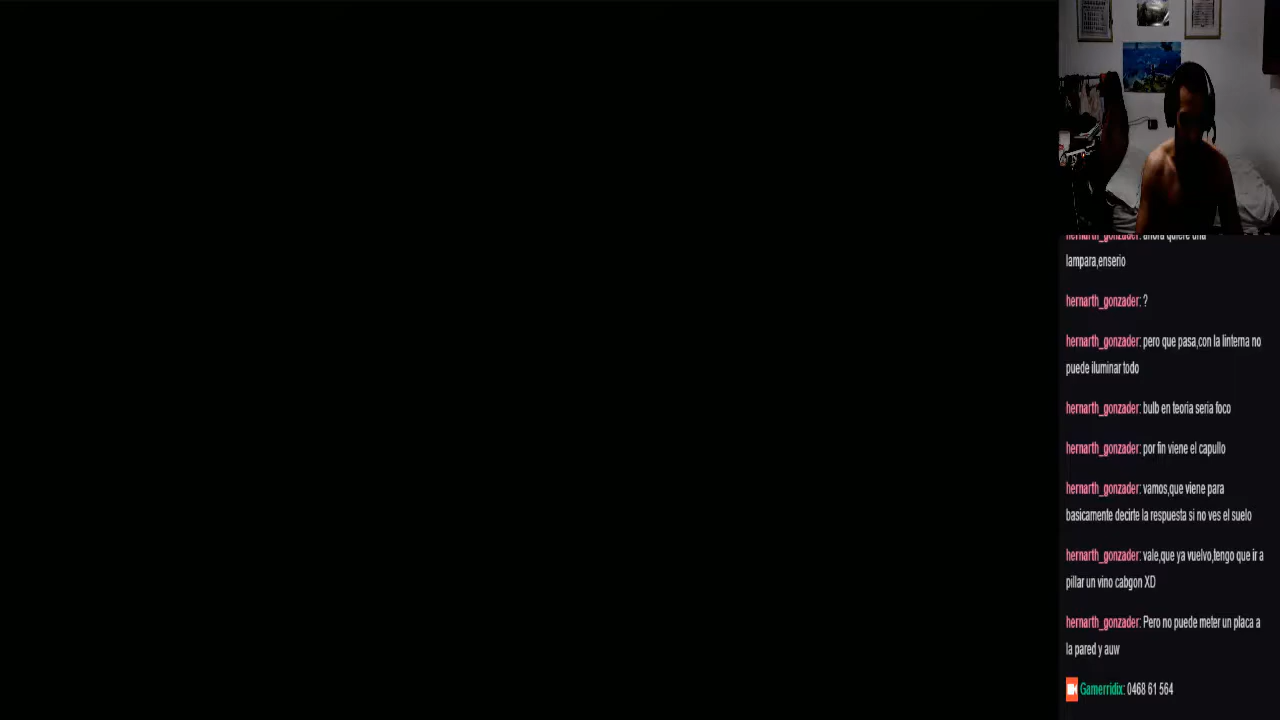 hernarth_gonzader: ahora quiere una
lampara,enserio
hernarth_gonzader: ?
hernarth_gonzader: pero que pasa,con la linterna no
puede iluminar todo
hernarth_gonzader: bulb en teoria seria foco
hernarth_gonzader: por fin viene el capullo
hernarth_gonzader: vamos,que viene para
basicamente decirte la respuesta si no ves el suelo
hernarth_gonzader: vale,que ya vuelvo,tengo que ir a
pillar un vino cabgon XD
hernarth_gonzader: Pero no puede meter un placa a
la pared y auw
Gamerridix: 0468 61 564